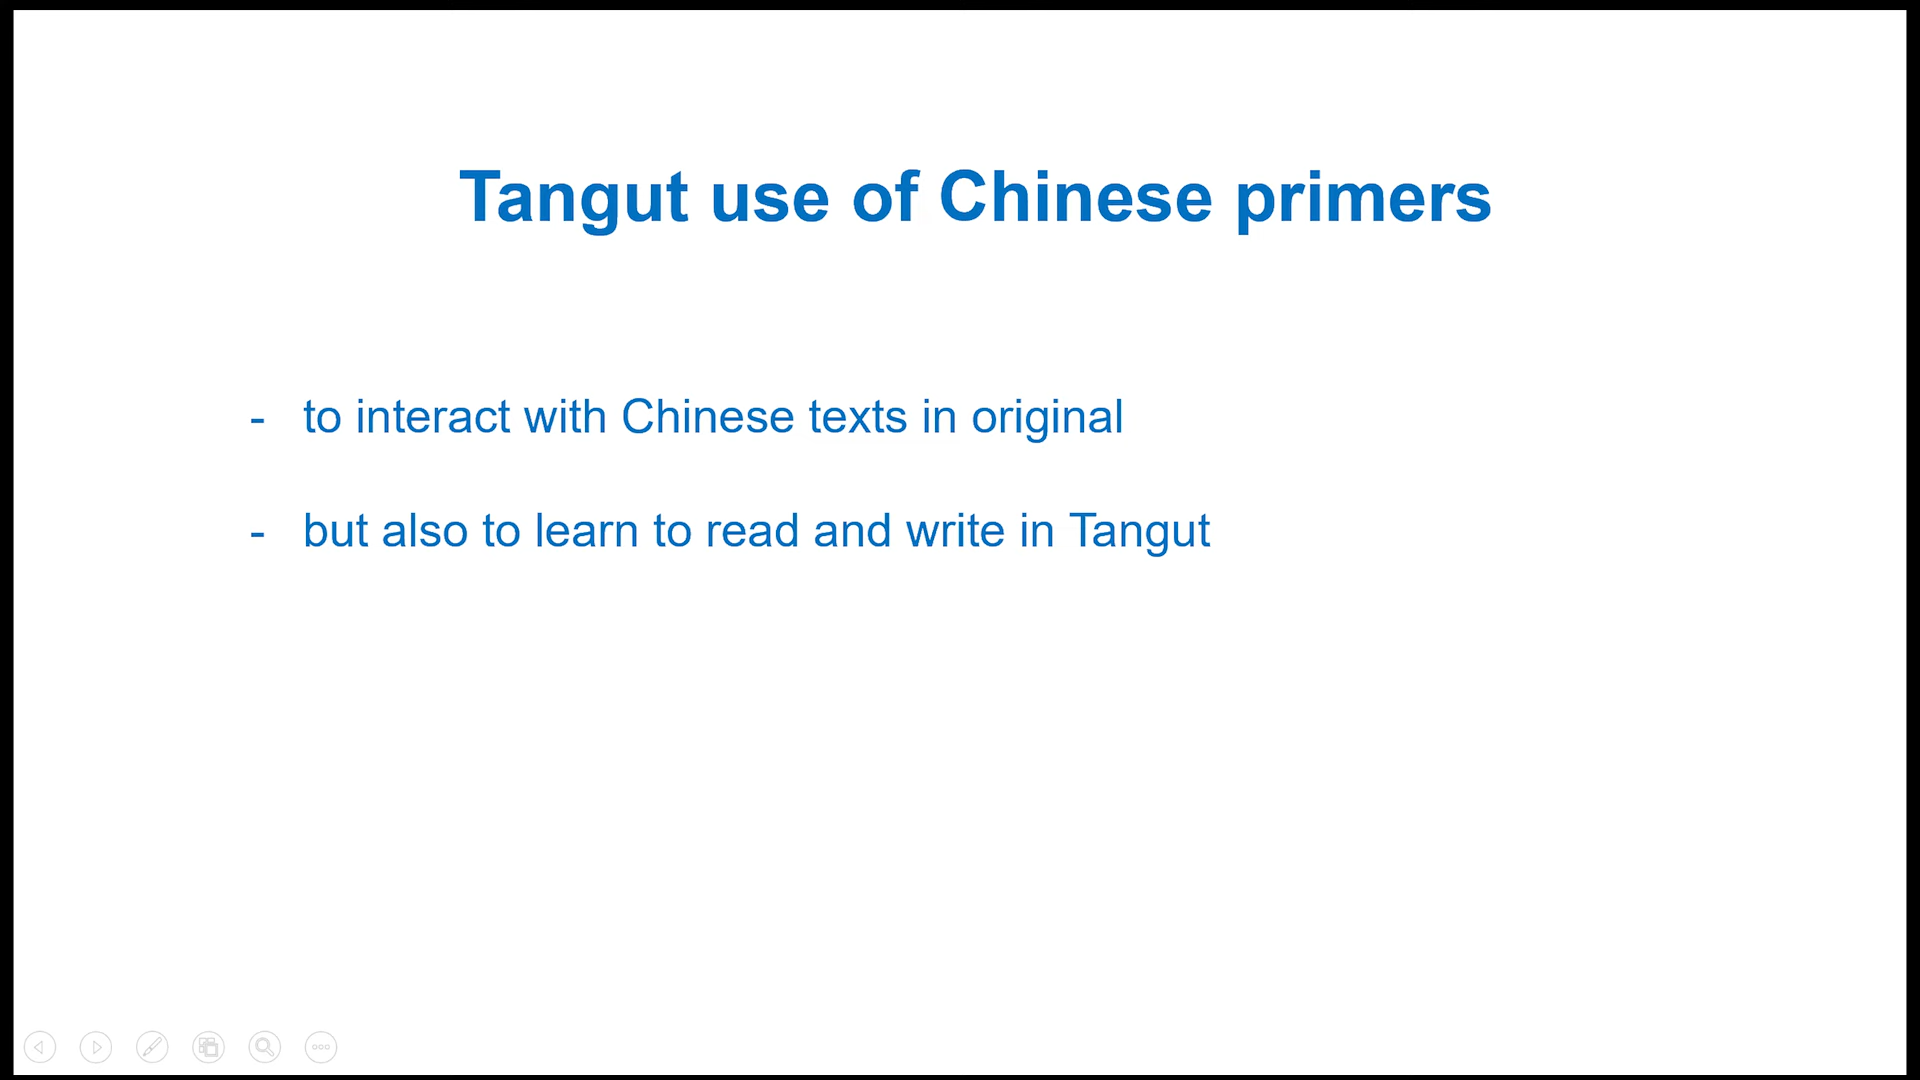 Tangut use of Chinese primers
- to interact with Chinese texts in original
- but also to learn to read and write in Tangut